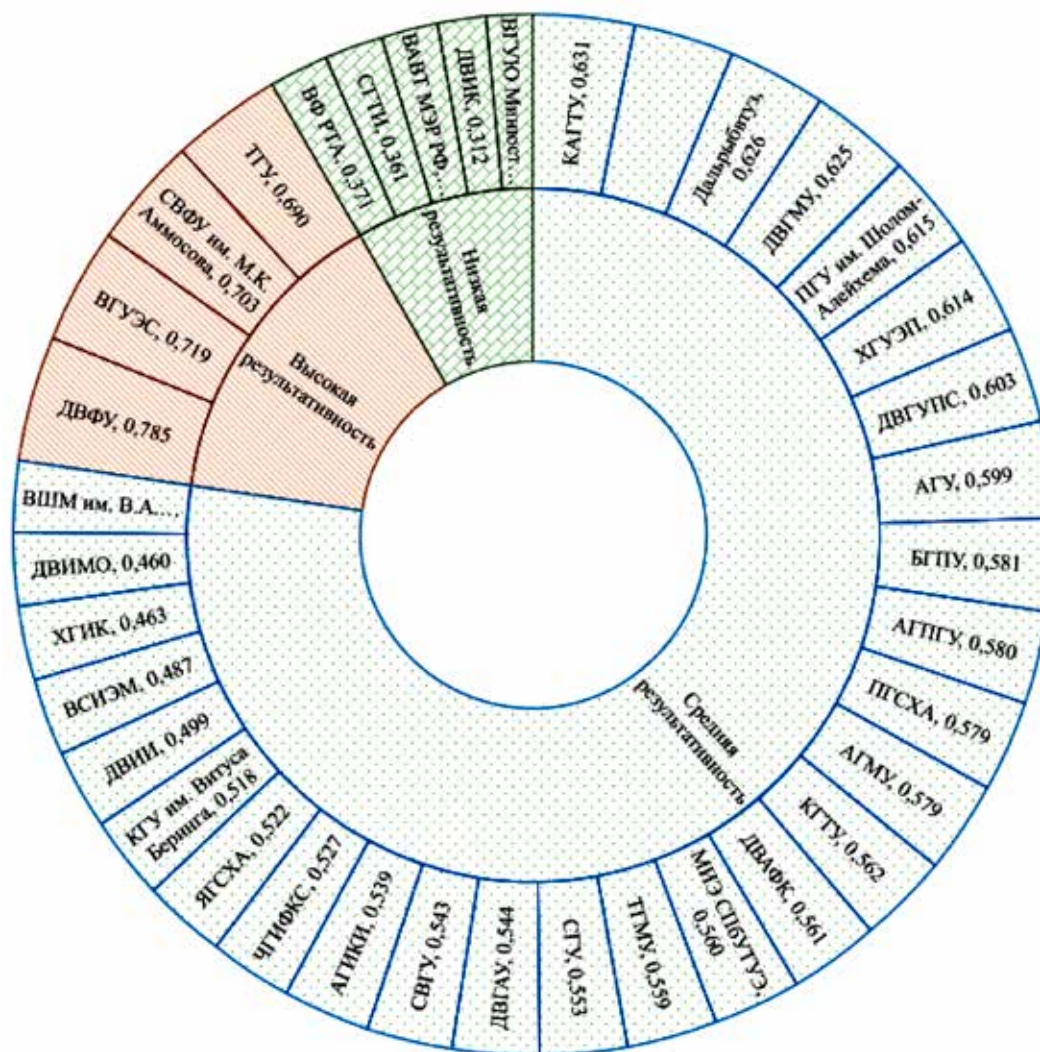 КАГТУ, 0,631
Дальрыбвтуз,
0,626
ДВГМУ, 0,625
ПГУ им. Шолом-
Алейхема, 0,615
ХГУЭП, 0,614
ДВГУПС, 0,603
АГУ, 0,599
БГПУ, 0,581
АГПГУ, 0,580
ПГСХА, 0,579
АГМУ, 0,579
КГТУ, 0,562
ДВАФК, 0,561
МИЭ СПбУТУЭ,
0,560
ТГМУ, 0,559
СГУ, 0,553
ДВГАУ, 0,544
СВГУ, 0,543
АГИКИ, 0,539
ЧГИФКС, 0,527
ЯГСХА, 0,522
КГУ им. Витуса
Беринга, 0,518
ДВИИ, 0,499
ВСИЭМ, 0,487
ХГИК, 0,463
ДВИМО, 0,460
ВШМ им. В.А....
ДВФУ, 0,785
ВГУЭС, 0,719
СВФУ им. М.К
Аммосова, 0,703
ТГУ, 0,690
ВФ РТА, 0,371
СГТИ, 0,361
ВАВТ МЭР РФ,...
ДВИК, 0,312
ВГУЮ Минюст...
Средняя
результативность
Высокая
результативность
Низкая
результативность